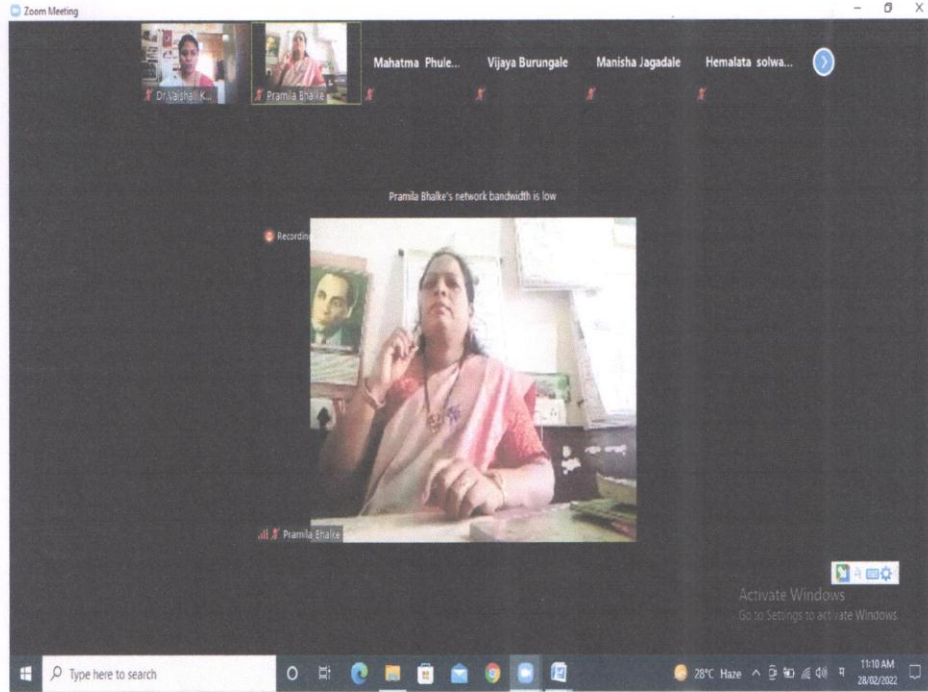 Zoom Meeting
Dr.Vaishali K...
Pramila Bhalke
Mahatma Phule...
Vijaya Burungale
Manisha Jagadale
Hemalata solwa...
Pramila Bhalke's network bandwidth is low
Recording
Pramila Bhalke
Activate Windows
Go to Settings to activate Windows.
Type here to search
28°C Haze
म
11:10 AM
28/02/2022